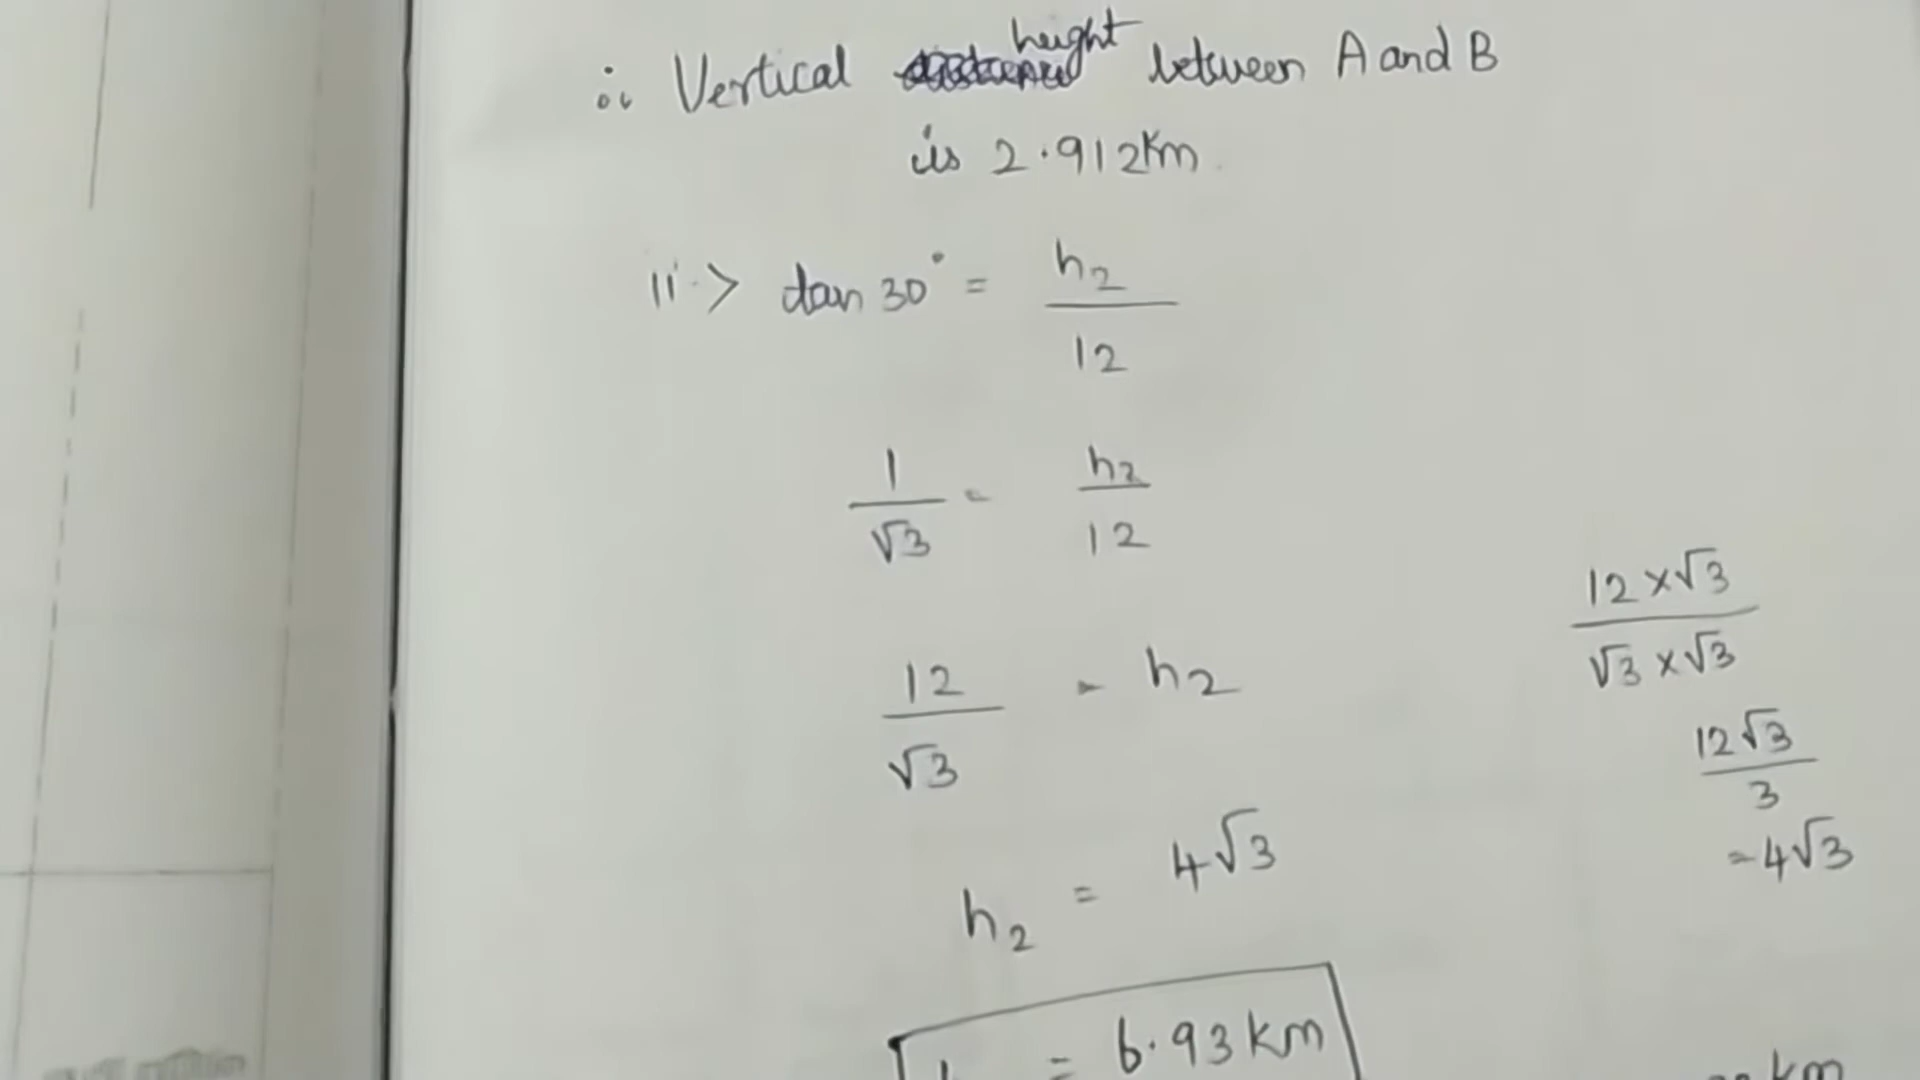 ∴ Vertical height between A and B
is 2.912km.
ii.> tan 30° = h₂/12
1/√3 = h₂/12
12/√3 = h₂
h₂ = 4√3
= 6.93 km
12 × √3/√3 × √3
12√3/3
= 4√3
km